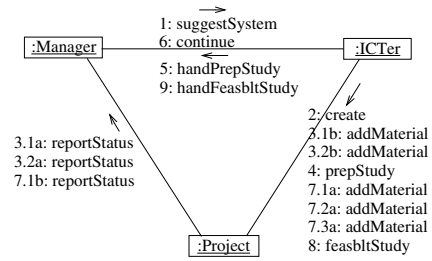 1: suggestSystem
:Manager
6: continue
:ICTer
5: handPrepStudy
9: handFeasbltStudy
2: create
3.1b: addMaterial
3.2b: addMaterial
4: prepStudy
7.1a: addMaterial
7.2a: addMaterial
7.3a: addMaterial
8: feasbltStudy
3.1a: reportStatus
3.2a: reportStatus
7.1b: reportStatus
:Project